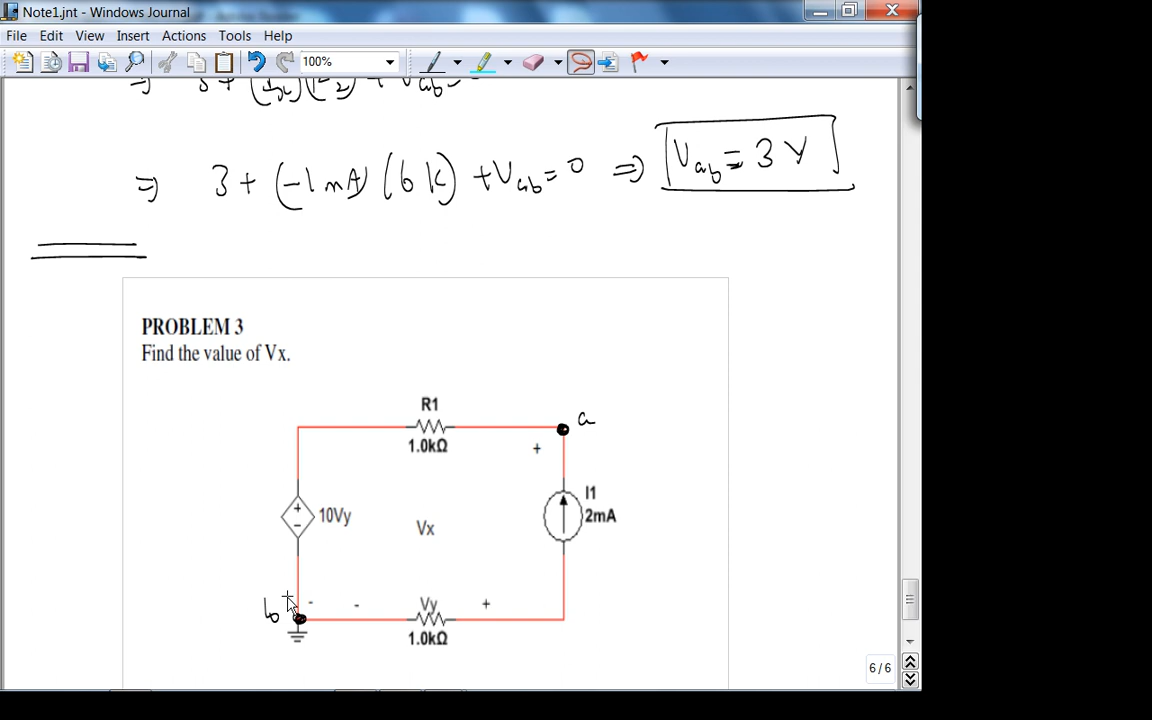 Note1.jnt - Windows Journal
File Edit View Insert Actions Tools Help
100%
⇒ 3 + (-1 mA) (6 k) + Vab = 0 ⇒ Vab = 3 V
PROBLEM 3
Find the value of Vx.
R1
1.0kΩ
a
+
I1
2mA
+
-
10Vy
Vx
b
-
-
Vy
+
1.0kΩ
6 / 6